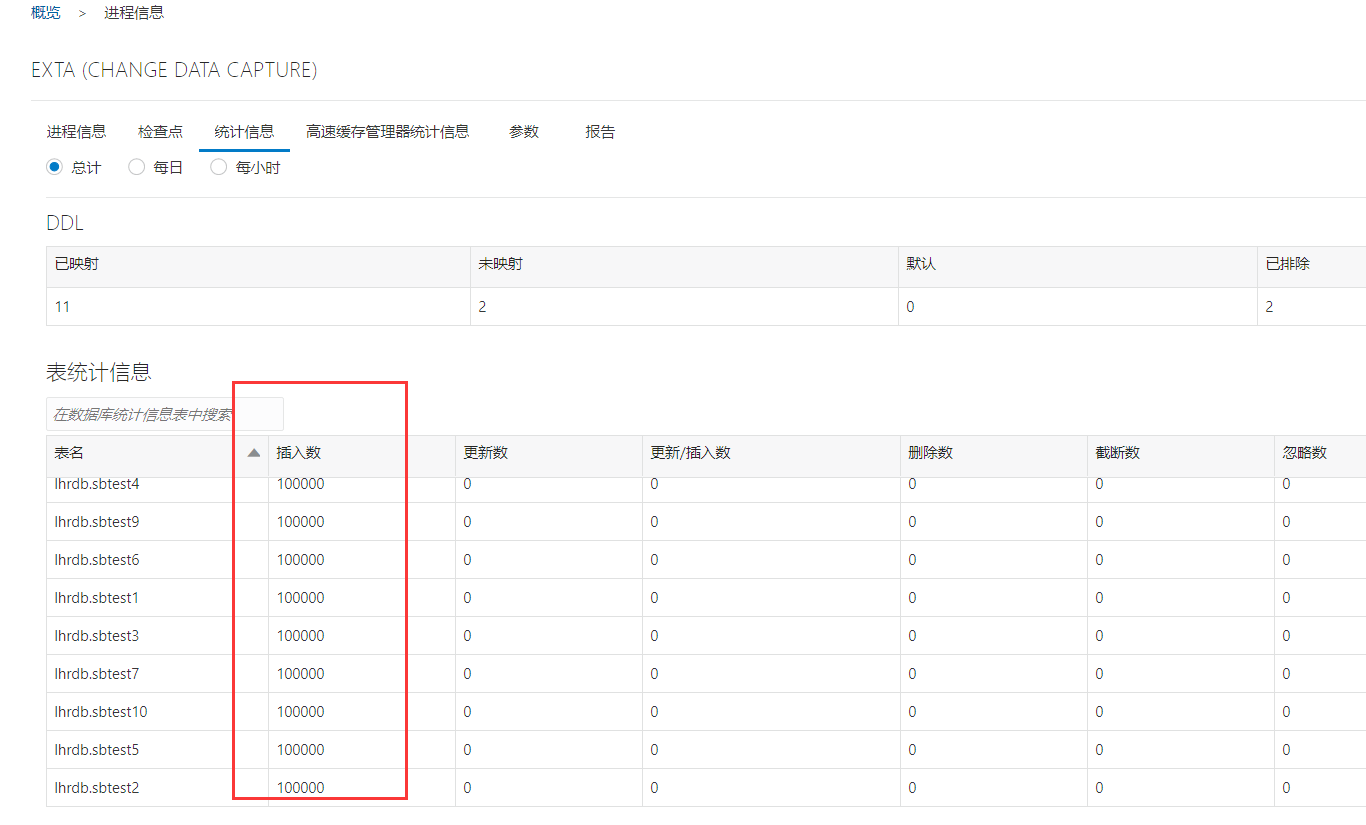 概览 > 进程信息
EXTA (CHANGE DATA CAPTURE)
进程信息 检查点 统计信息 高速缓存管理器统计信息 参数 报告
总计 每日 每小时
DDL
已映射 未映射 默认 已排除
11 2 0 2
表统计信息
在数据库统计信息表中搜索
表名 插入数 更新数 更新/插入数 删除数 截断数 忽略数
lhrdb.sbtest4 100000 0 0 0 0 0
lhrdb.sbtest9 100000 0 0 0 0 0
lhrdb.sbtest6 100000 0 0 0 0 0
lhrdb.sbtest1 100000 0 0 0 0 0
lhrdb.sbtest3 100000 0 0 0 0 0
lhrdb.sbtest7 100000 0 0 0 0 0
lhrdb.sbtest10 100000 0 0 0 0 0
lhrdb.sbtest5 100000 0 0 0 0 0
lhrdb.sbtest2 100000 0 0 0 0 0